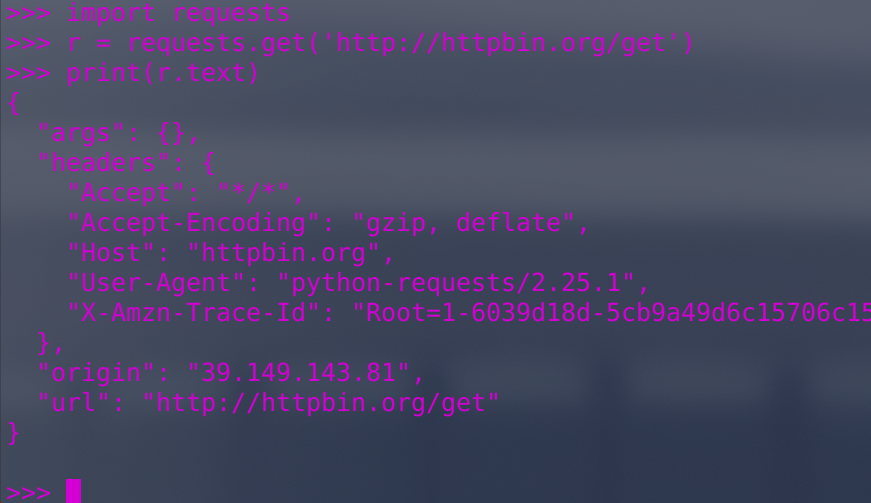 >>> import requests
>>> r = requests.get('http://httpbin.org/get')
>>> print(r.text)
{
  "args": {},
  "headers": {
    "Accept": "*/*",
    "Accept-Encoding": "gzip, deflate",
    "Host": "httpbin.org",
    "User-Agent": "python-requests/2.25.1",
    "X-Amzn-Trace-Id": "Root=1-6039d18d-5cb9a49d6c15706c15
  },
  "origin": "39.149.143.81",
  "url": "http://httpbin.org/get"
}
>>>